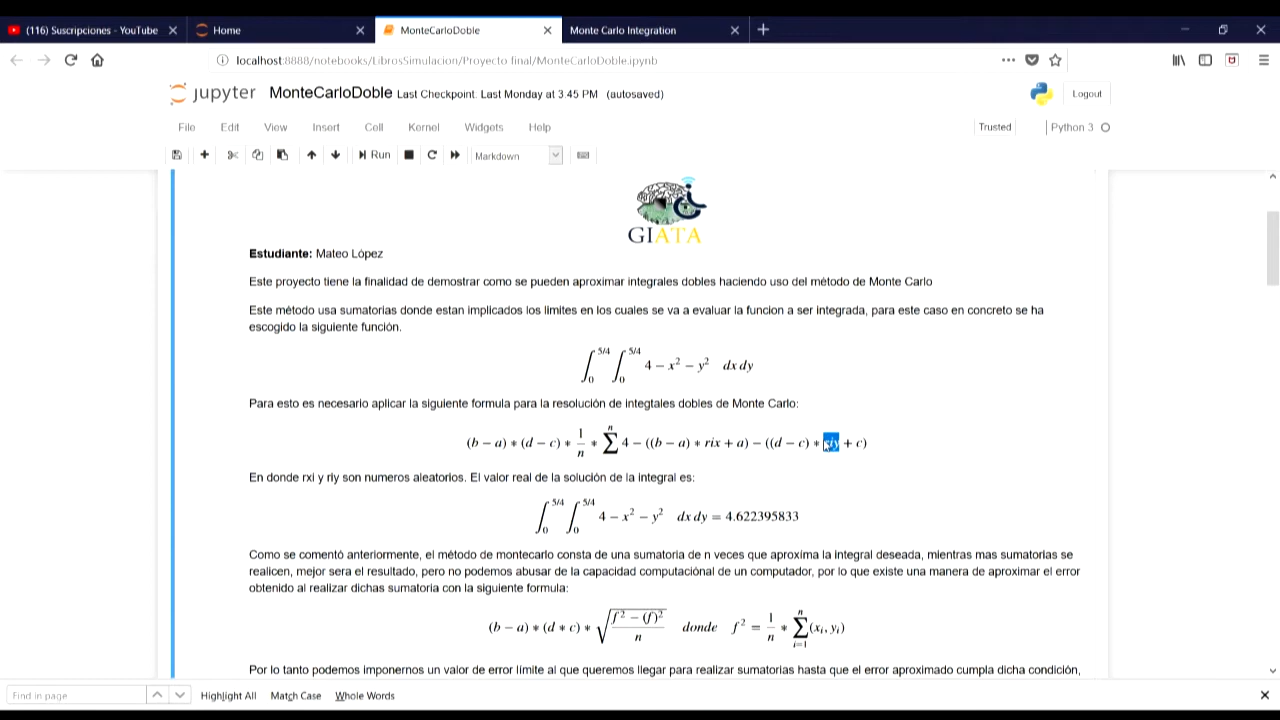 (116) Suscripciones - YouTube
Home
MonteCarloDoble
Monte Carlo Integration
localhost:8888/notebooks/LibrosSimulacion/Proyecto final/MonteCarloDoble.ipynb
jupyter MonteCarloDoble Last Checkpoint: Last Monday at 3:45 PM (autosaved)
Logout
File Edit View Insert Cell Kernel Widgets Help
Trusted
Python 3
Run
Markdown
GIATA
Estudiante: Mateo López
Este proyecto tiene la finalidad de demostrar como se pueden aproximar integrales dobles haciendo uso del método de Monte Carlo
Este método usa sumatorias donde estan implicados los limites en los cuales se va a evaluar la funcion a ser integrada, para este caso en concreto se ha
escogido la siguiente función.
∫₀^{5/4} ∫₀^{5/4} 4 − x² − y² dxdy
Para esto es necesario aplicar la siguiente formula para la resolución de integtales dobles de Monte Carlo:
(b − a) * (d − c) * 1/n * ∑^n 4 − ((b − a) * rix + a) − ((d − c) * riy + c)
En donde rxi y riy son numeros aleatorios. El valor real de la solución de la integral es:
∫₀^{5/4} ∫₀^{5/4} 4 − x² − y² dxdy = 4.622395833
Como se comentó anteriormente, el método de montecarlo consta de una sumatoria de n veces que aproxima la integral deseada, mientras mas sumatorias se
realicen, mejor sera el resultado, pero no podemos abusar de la capacidad computaciónal de un computador, por lo que existe una manera de aproximar el error
obtenido al realizar dichas sumatoria con la siguiente formula:
(b − a) * (d * c) * √((f² − (f)²)/n) donde f² = 1/n * ∑_{i=1}^n (x_i, y_i)
Por lo tanto podemos imponernos un valor de error límite al que queremos llegar para realizar sumatorias hasta que el error aproximado cumpla dicha condición,
Find in page
Highlight All Match Case Whole Words